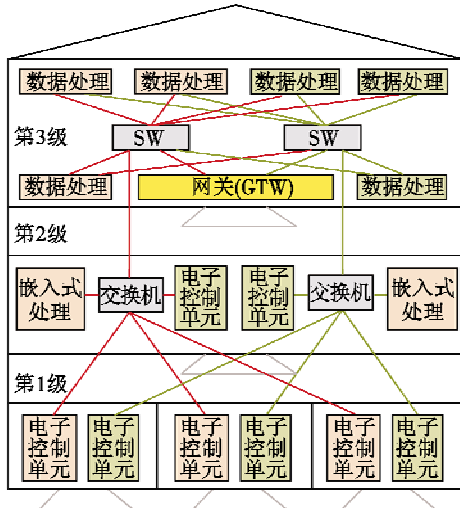 数据处理 数据处理 数据处理 数据处理
第3级 SW SW
数据处理 网关(GTW) 数据处理
第2级
嵌入式
处理
交换机
电子
控制
单元
电子
控制
单元
交换机
嵌入式
处理
第1级
电子
控制
单元
电子
控制
单元
电子
控制
单元
电子
控制
单元
电子
控制
单元
电子
控制
单元